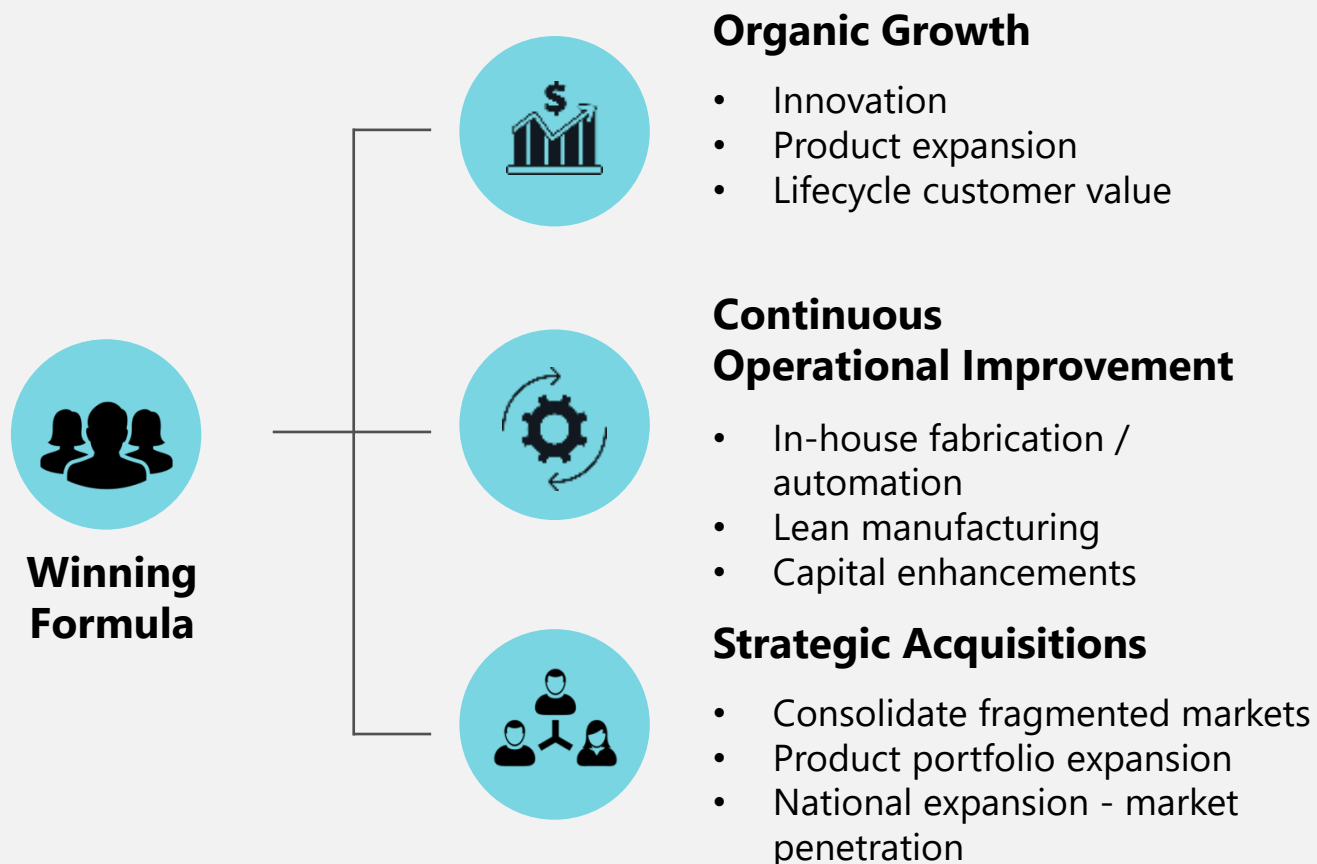 Organic Growth
• Innovation
• Product expansion
• Lifecycle customer value
Continuous
Operational Improvement
• In-house fabrication /
automation
• Lean manufacturing
• Capital enhancements
Winning
Formula
Strategic Acquisitions
• Consolidate fragmented markets
• Product portfolio expansion
• National expansion - market
penetration
$